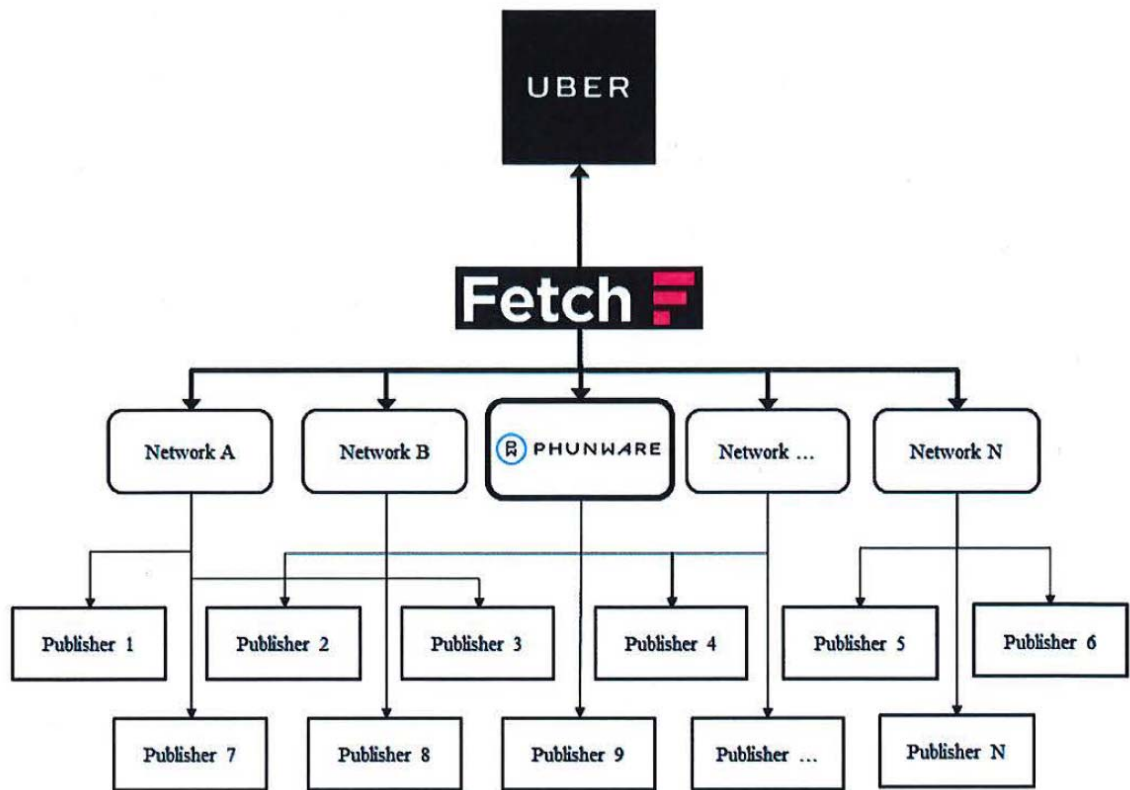 UBER
Fetch
Network A
Network B
PHUNWARE
Network ...
Network N
Publisher 1
Publisher 2
Publisher 3
Publisher 4
Publisher 5
Publisher 6
Publisher 7
Publisher 8
Publisher 9
Publisher ...
Publisher N